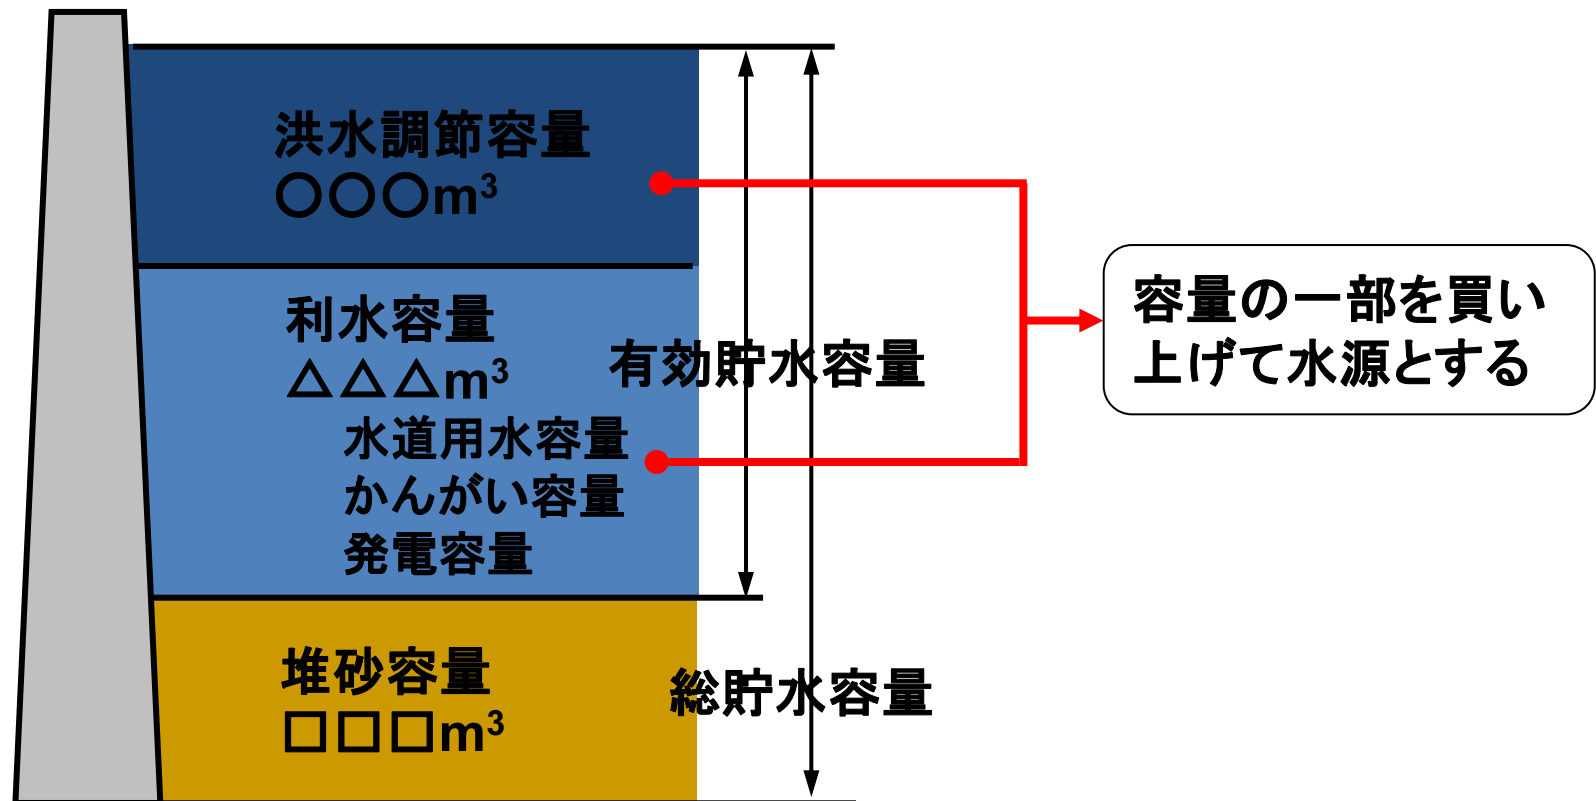 洪水調節容量
〇〇〇m³
利水容量
△△△m³
水道用水容量
かんがい容量
発電容量
有効貯水容量
堆砂容量
□□□m³
総貯水容量
容量の一部を買い
上げて水源とする